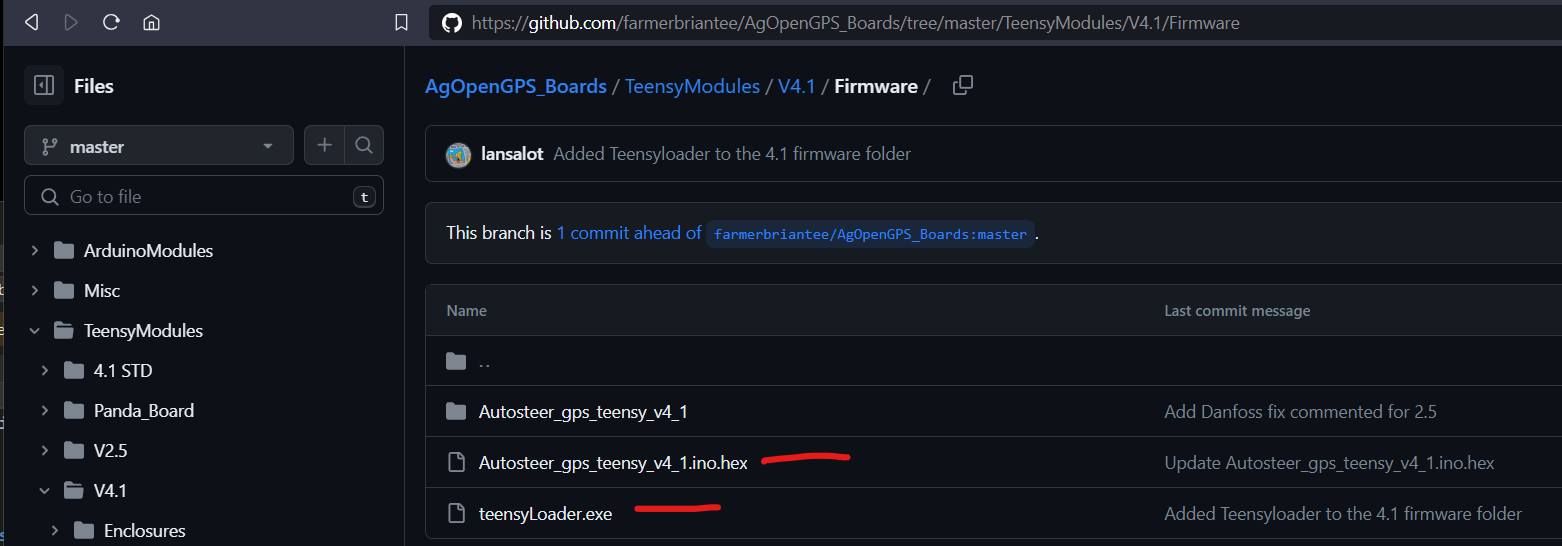 https://github.com/farmerbriantee/AgOpenGPS_Boards/tree/master/TeensyModules/V4.1/Firmware
Files
AgOpenGPS_Boards / TeensyModules / V4.1 / Firmware /
master
lansalot Added Teensyloader to the 4.1 firmware folder
Go to file
t
This branch is 1 commit ahead of farmerbriantee/AgOpenGPS_Boards:master .
ArduinoModules
Misc
TeensyModules
4.1 STD
Panda_Board
V2.5
V4.1
Enclosures
Name Last commit message
..
Autosteer_gps_teensy_v4_1 Add Danfoss fix commented for 2.5
Autosteer_gps_teensy_v4_1.ino.hex Update Autosteer_gps_teensy_v4_1.ino.hex
teensyLoader.exe Added Teensyloader to the 4.1 firmware folder